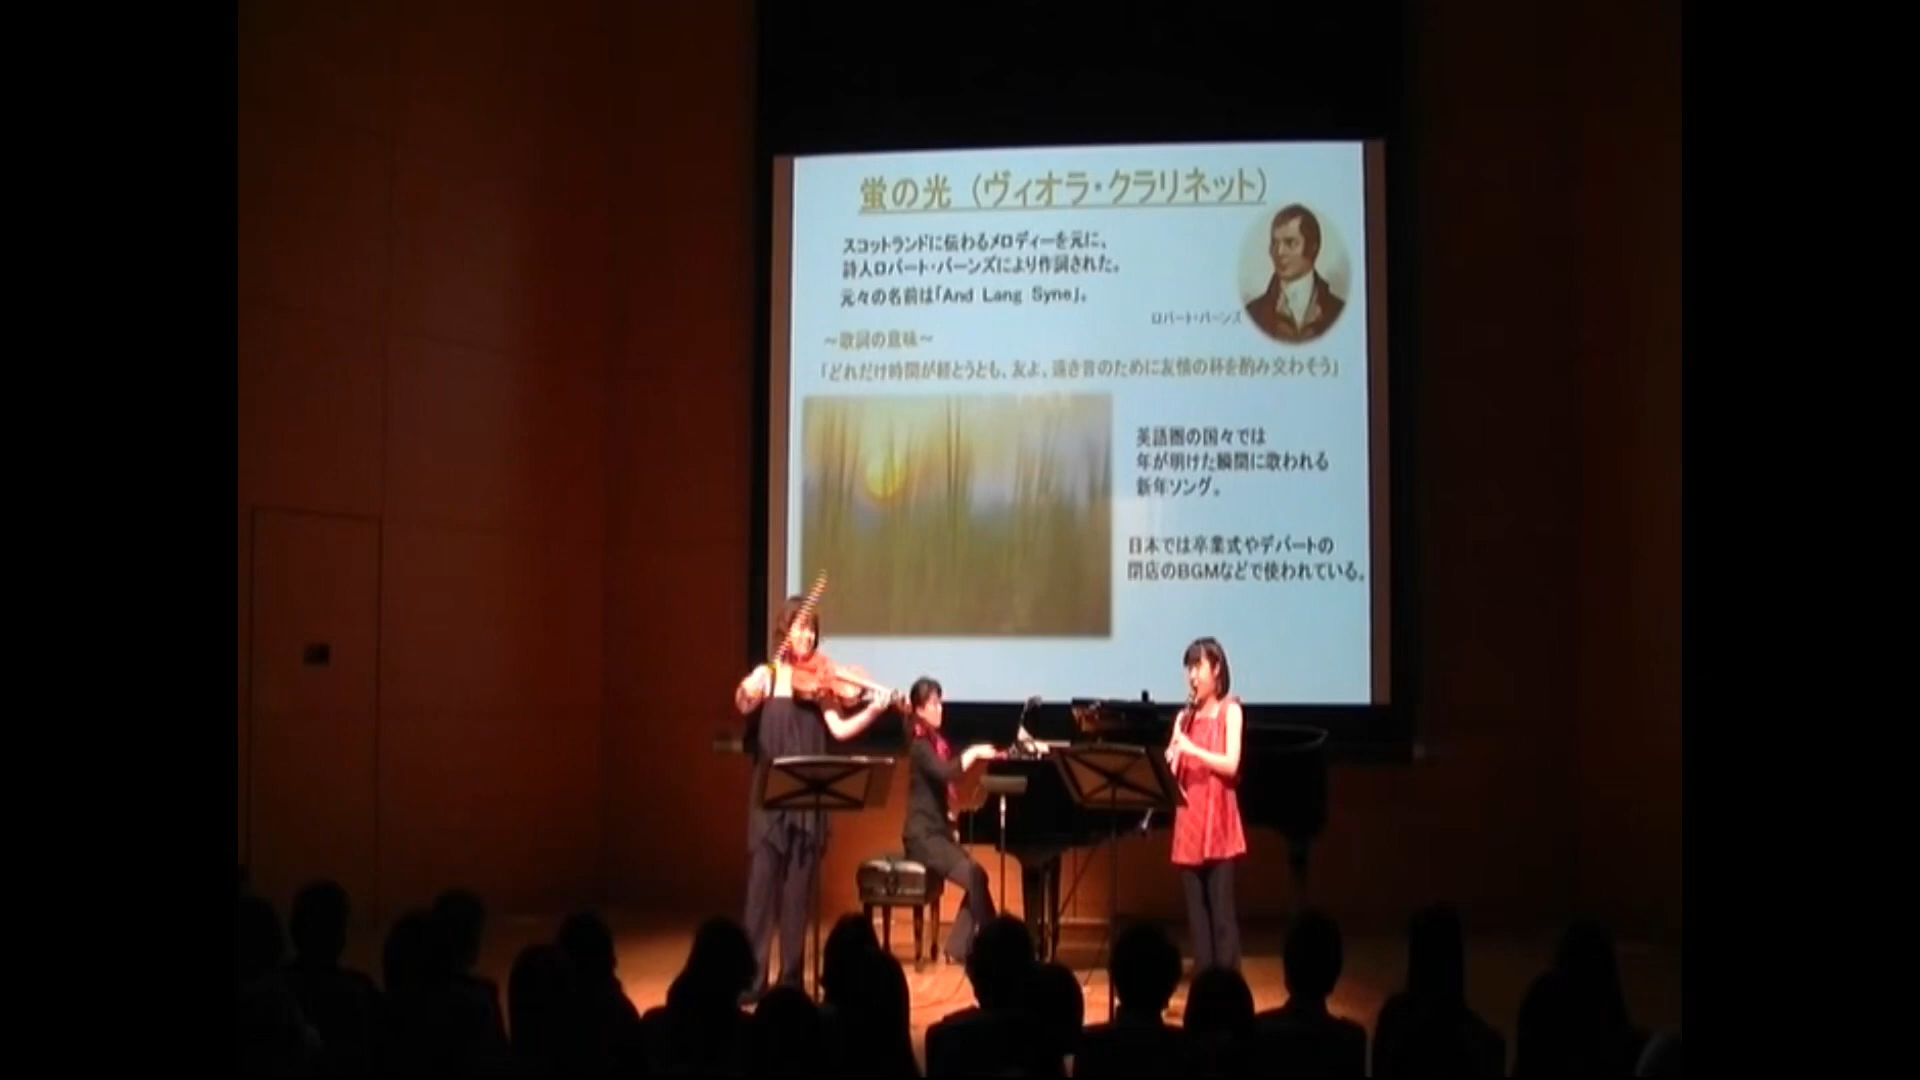 蛍の光（ヴィオラ・クラリネット）
スコットランドに伝わるメロディーを元に、
詩人ロバート・バーンズにより作詞された。
元々の名前は「And Lang Syne」。
ロバート・バーンズ
～歌詞の意味～
「どれだけ時間が経とうとも、友よ、遠き昔のために友情の杯を酌み交わそう」
英語圏の国々では
年が明けた瞬間に歌われる
新年ソング。
日本では卒業式やデパートの
閉店のBGMなどで使われている。